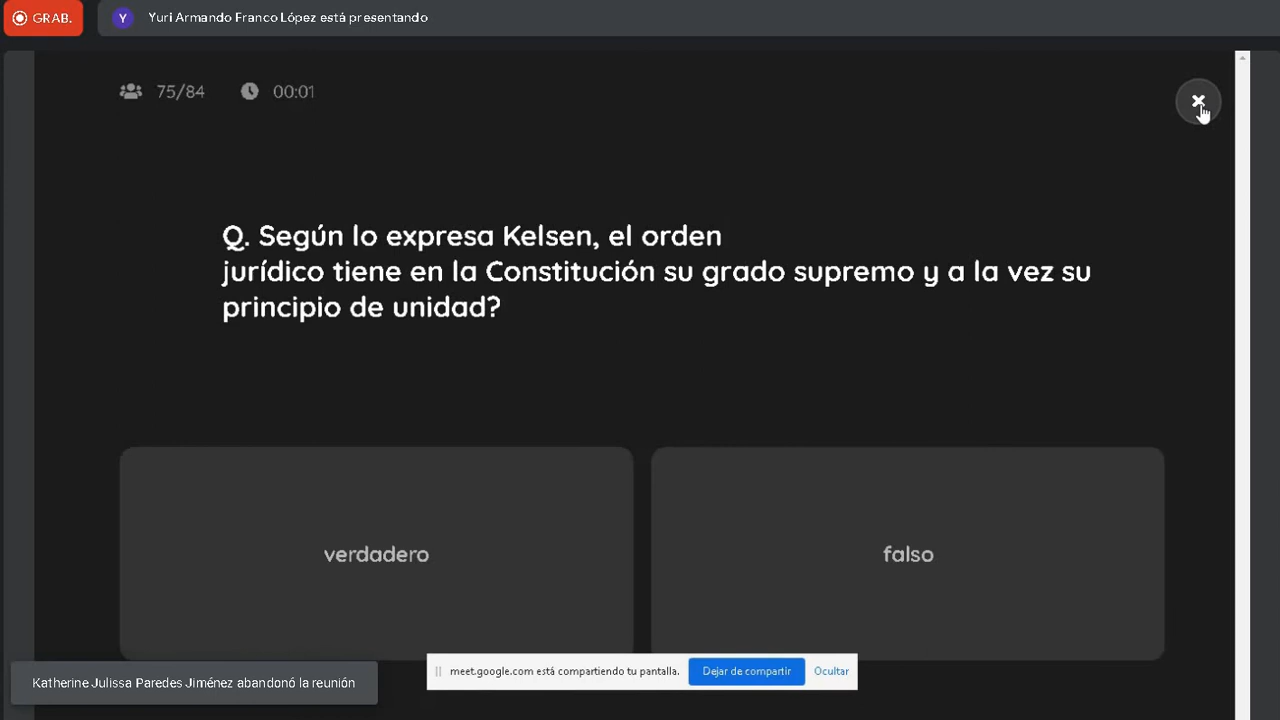 GRAB.
Y
Yuri Armando Franco López está presentando
75/84
00:01
Q. Según lo expresa Kelsen, el orden
jurídico tiene en la Constitución su grado supremo y a la vez su
principio de unidad?
verdadero
falso
meet.google.com está compartiendo tu pantalla.
Dejar de compartir
Ocultar
Katherine Julissa Paredes Jiménez abandonó la reunión